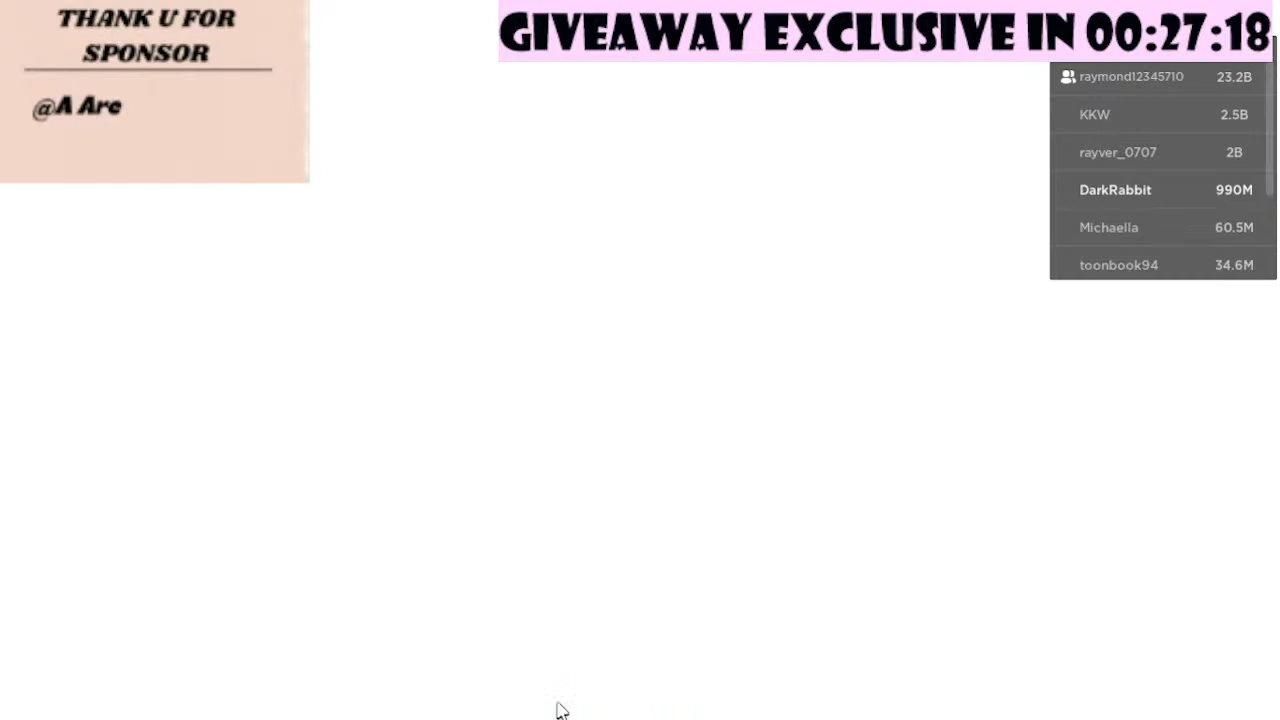 THANK U FOR
SPONSOR
@A Arc
GIVEAWAY EXCLUSIVE IN 00:27:18
raymond12345710 23.2B
KKW 2.5B
rayver_0707 2B
DarkRabbit 990M
Michaella 60.5M
toonbook94 34.6M